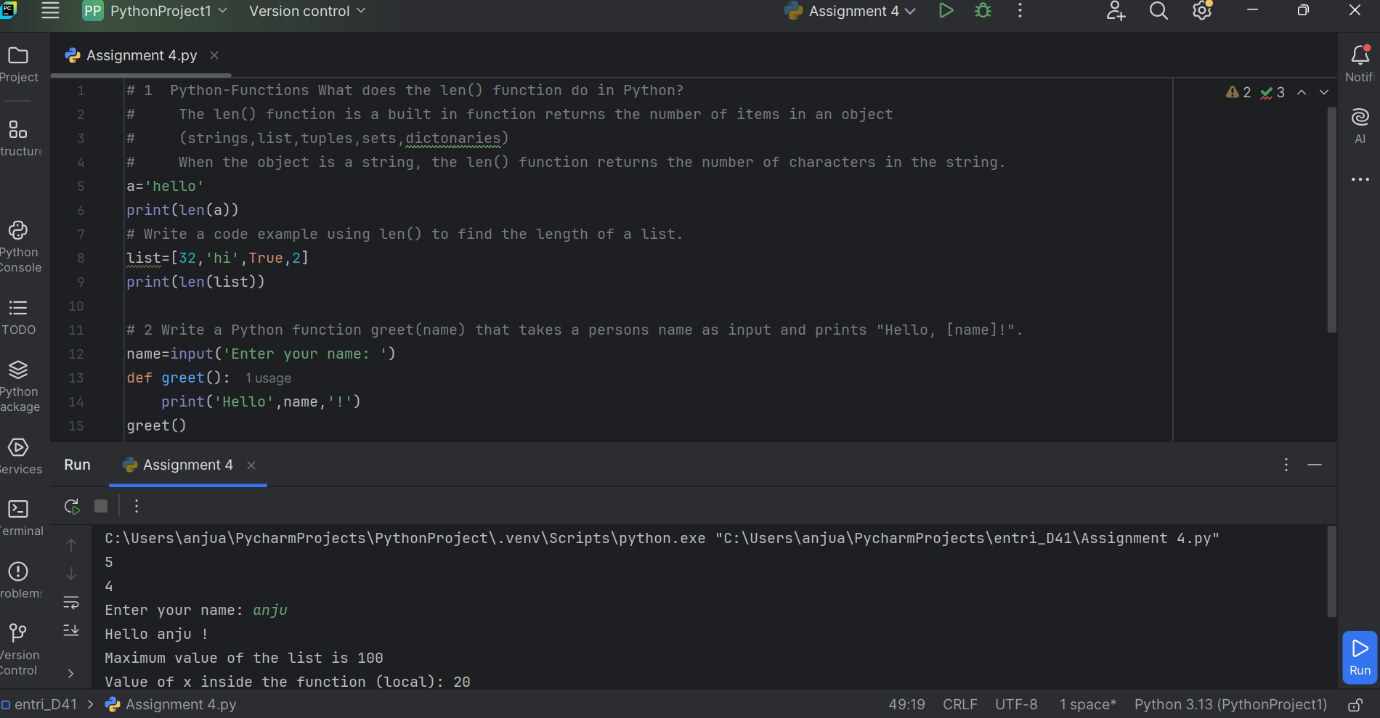 PP PythonProject1 Version control Assignment 4
Assignment 4.py
Project
tructure
Python
Console
TODO
Python
ackage
Services
Terminal
roblems
Version
Control
1 # 1  Python-Functions What does the len() function do in Python?
2 #     The len() function is a built in function returns the number of items in an object
3 #     (strings,list,tuples,sets,dictonaries)
4 #     When the object is a string, the len() function returns the number of characters in the string.
5 a='hello'
6 print(len(a))
7 # Write a code example using len() to find the length of a list.
8 list=[32,'hi',True,2]
9 print(len(list))
10
11 # 2 Write a Python function greet(name) that takes a persons name as input and prints "Hello, [name]!".
12 name=input('Enter your name: ')
13 def greet():  1 usage
14     print('Hello',name,'!')
15 greet()
2 3
Notifi
AI
Run
Run Assignment 4
C:\Users\anjua\PycharmProjects\PythonProject\.venv\Scripts\python.exe "C:\Users\anjua\PycharmProjects\entri_D41\Assignment 4.py"
5
4
Enter your name: anju
Hello anju !
Maximum value of the list is 100
Value of x inside the function (local): 20
entri_D41 > Assignment 4.py 49:19 CRLF UTF-8 1 space* Python 3.13 (PythonProject1)